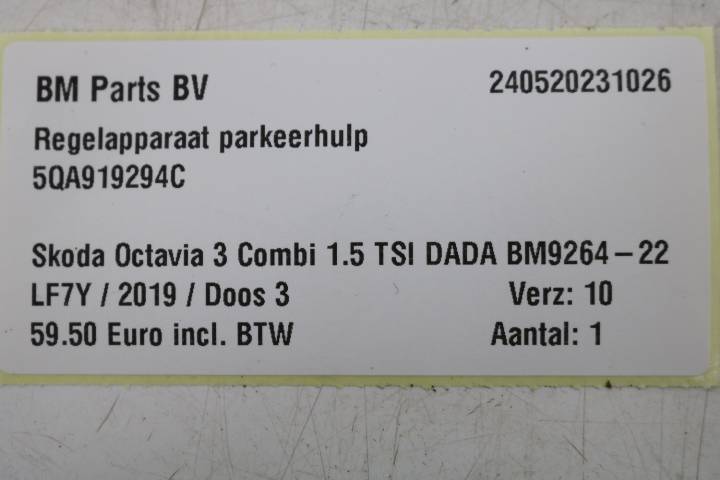 BM Parts BV 240520231026
Regelapparaat parkeerhulp
5QA919294C
Skoda Octavia 3 Combi 1.5 TSI DADA BM9264-22
LF7Y / 2019 / Doos 3 Verz: 10
59.50 Euro incl. BTW Aantal: 1